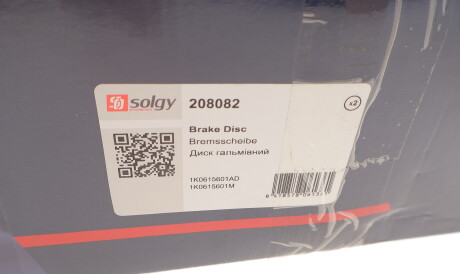 solgy
208082
x2
Brake Disc
Bremsscheibe
Диск гальмівний
1K0615601AD
1K0615601M